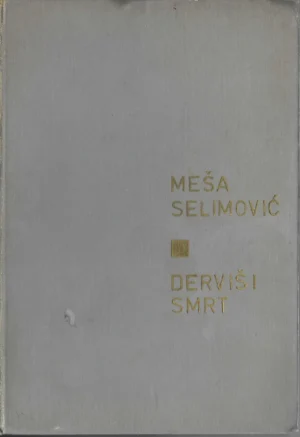 MEŠA
SELIMOVIĆ
DERVIŠ I
SMRT